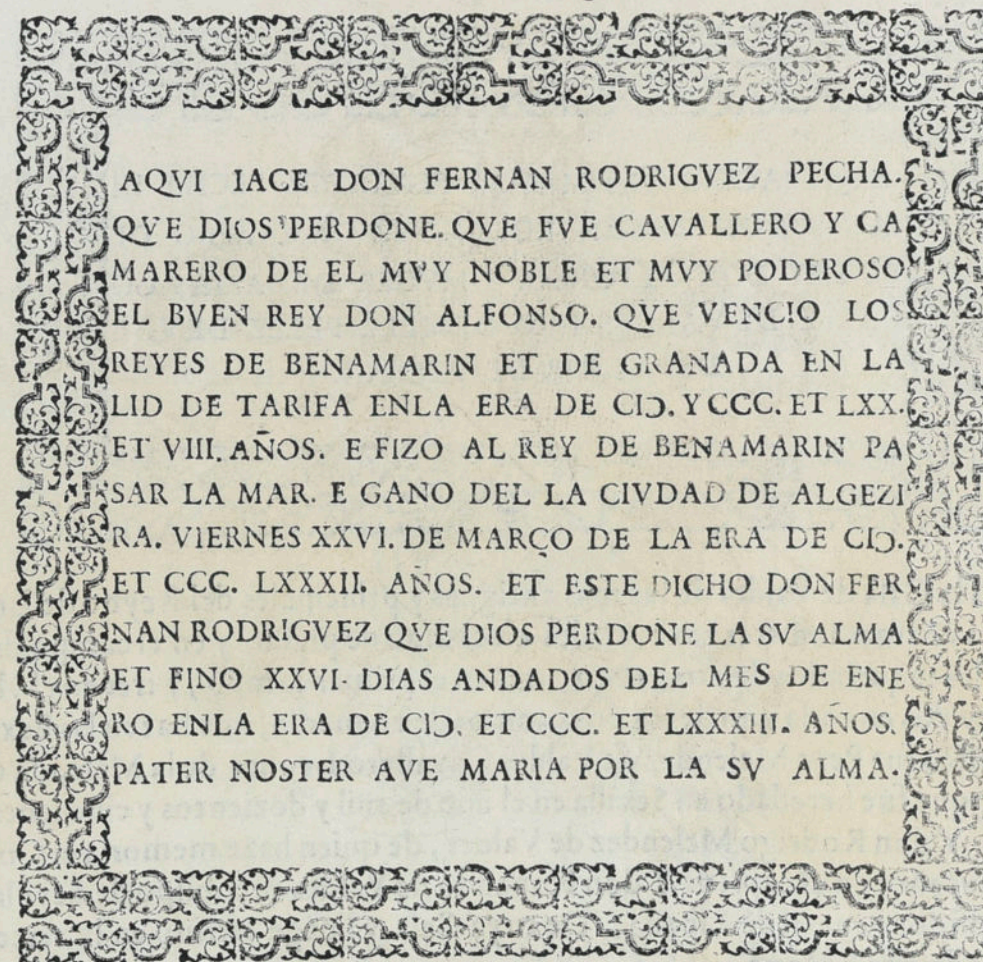 AQVI IACE DON FERNAN RODRIGVEZ PECHA.
QVE DIOS PERDONE. QVE FVE CAVALLERO Y CA
MARERO DE EL MVY NOBLE ET MVY PODEROSO
EL BVEN REY DON ALFONSO. QVE VENCIO LOS
REYES DE BENAMARIN ET DE GRANADA EN LA
LID DE TARIFA ENLA ERA DE CIↃ. Y CCC. ET LXX.
ET VIII. AÑOS. E FIZO AL REY DE BENAMARIN PA
SAR LA MAR. E GANO DEL LA CIVDAD DE ALGEZI
RA. VIERNES XXVI. DE MARÇO DE LA ERA DE CIↃ.
ET CCC. LXXXII. AÑOS. ET ESTE DICHO DON FER
NAN RODRIGVEZ QVE DIOS PERDONE LA SV ALMA
ET FINO XXVI. DIAS ANDADOS DEL MES DE ENE
RO ENLA ERA DE CIↃ. ET CCC. ET LXXXIII. AÑOS.
PATER NOSTER AVE MARIA POR LA SV ALMA.